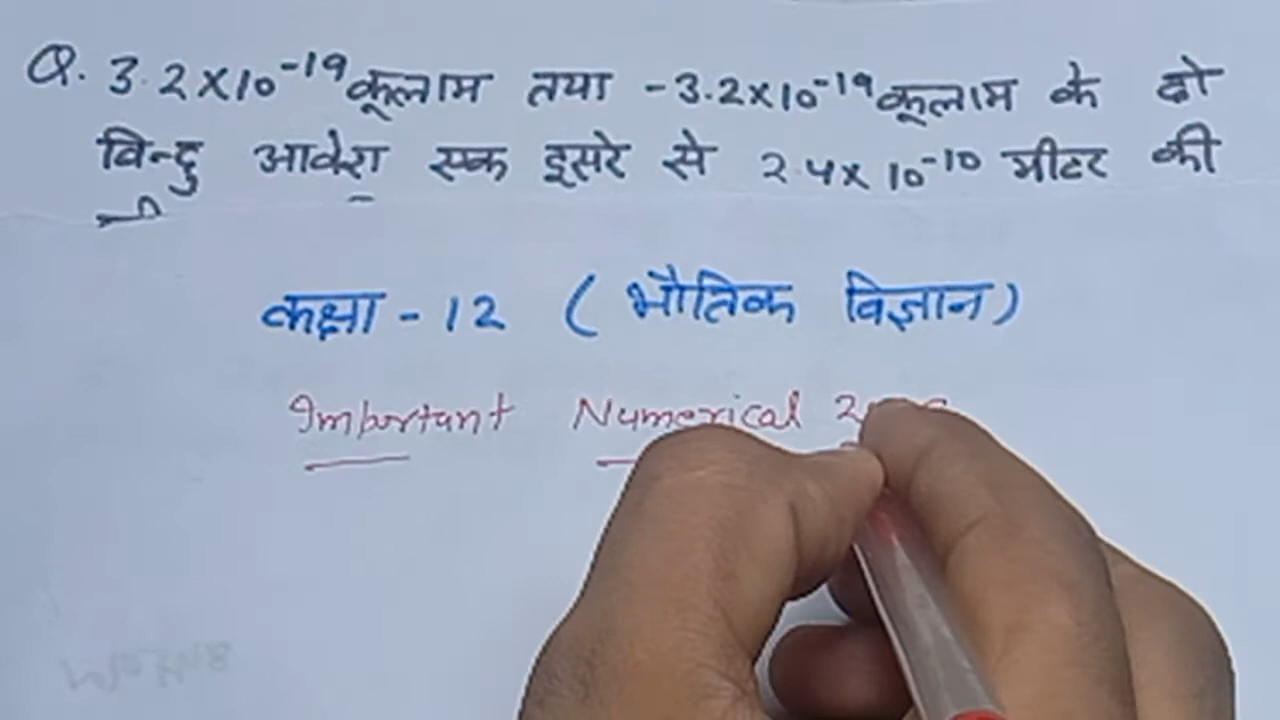 Q. 3.2×10⁻¹⁹ कूलाम तथा -3.2×10⁻¹⁹ कूलाम के दो
विन्दु आवेश एक दूसरे से 2.4× 10⁻¹⁰ मीटर की
कक्षा - 12 ( भौतिक विज्ञान )
Important Numerical